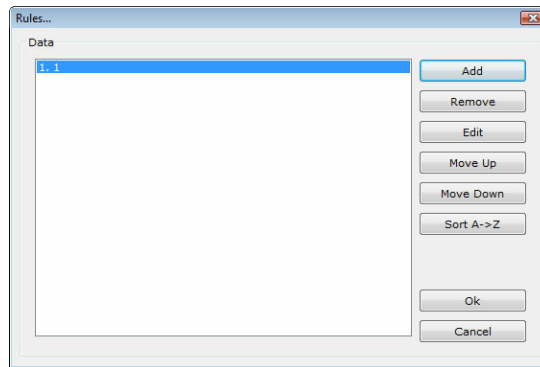 Rules...
Data
1. 1
Add
Remove
Edit
Move Up
Move Down
Sort A->Z
Ok
Cancel